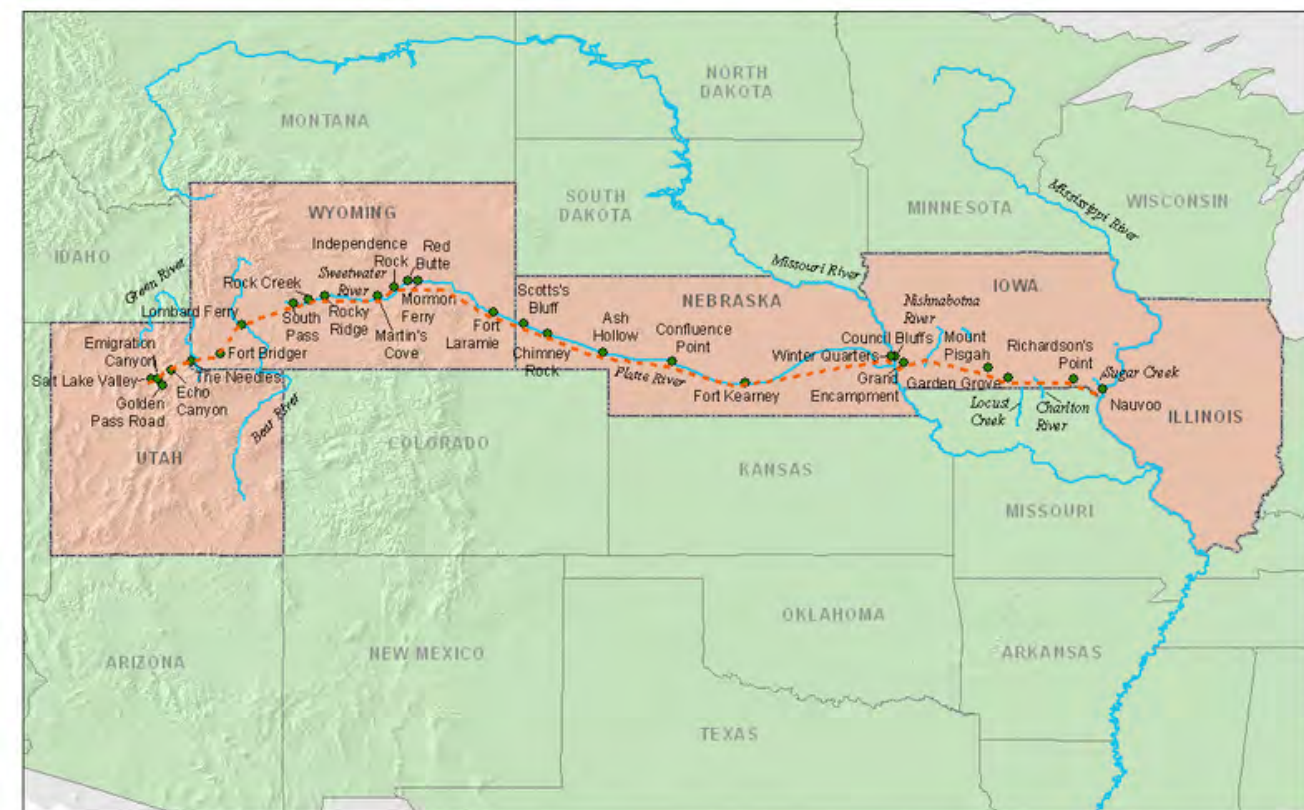 NORTH
DAKOTA
MONTANA
SOUTH
DAKOTA
MINNESOTA
Mississippi River
WISCONSIN
WYOMING
IDAHO
Green River
Independence
Rock
Red
Butte
Rock Creek
Sweetwater
River
Missouri River
IOWA
NEBRASKA
Scotts's
Bluff
Nishnabotna
River
Lombard Ferry
South
Pass
Rocky
Ridge
Martin's
Cove
Mormon
Ferry
Fort
Laramie
Chimney
Rock
Ash
Hollow
Confluence
Point
Platte River
Fort Kearney
Council Bluffs
Winter Quarters
Grand
Encampment
Mount
Pisgah
Garden Grove
Richardson's
Point
Sugar Creek
Nauvoo
Locust
Creek
Charlton
River
ILLINOIS
Emigration
Canyon
Fort Bridger
Salt Lake Valley
The Needles
Golden
Pass Road
Echo
Canyon
Bear River
UTAH
COLORADO
KANSAS
MISSOURI
ARIZONA
NEW MEXICO
OKLAHOMA
ARKANSAS
TEXAS